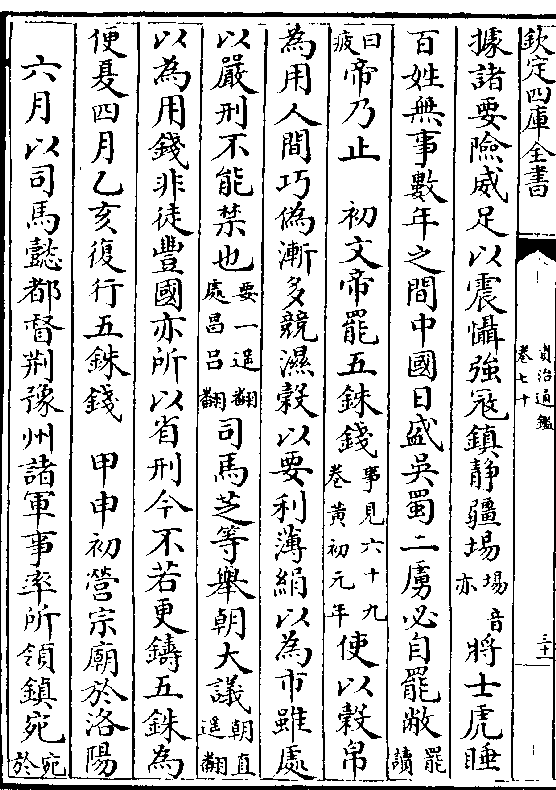 欽定四庫全書
資治通鑑
卷七十
三十一
據諸要險威足以震懾強寇鎮静疆場場音亦將士虎睡
百姓無事數年之間中國日盛吳蜀二虜必自罷敝罷讀
曰疲帝乃止 初文帝罷五銖錢事見六十九卷黄初元年使以穀帛
為用人間巧偽漸多競濕穀以要利薄絹以為市雖處
以嚴刑不能禁也要一遥翻處昌吕翻司馬芝等舉朝大議朝直遥翻
以為用錢非徒豐國亦所以省刑今不若更鑄五銖為
便夏四月乙亥復行五銖錢 甲申初營宗廟於洛陽
六月以司馬懿都督荆豫州諸軍事率所領鎮宛宛於